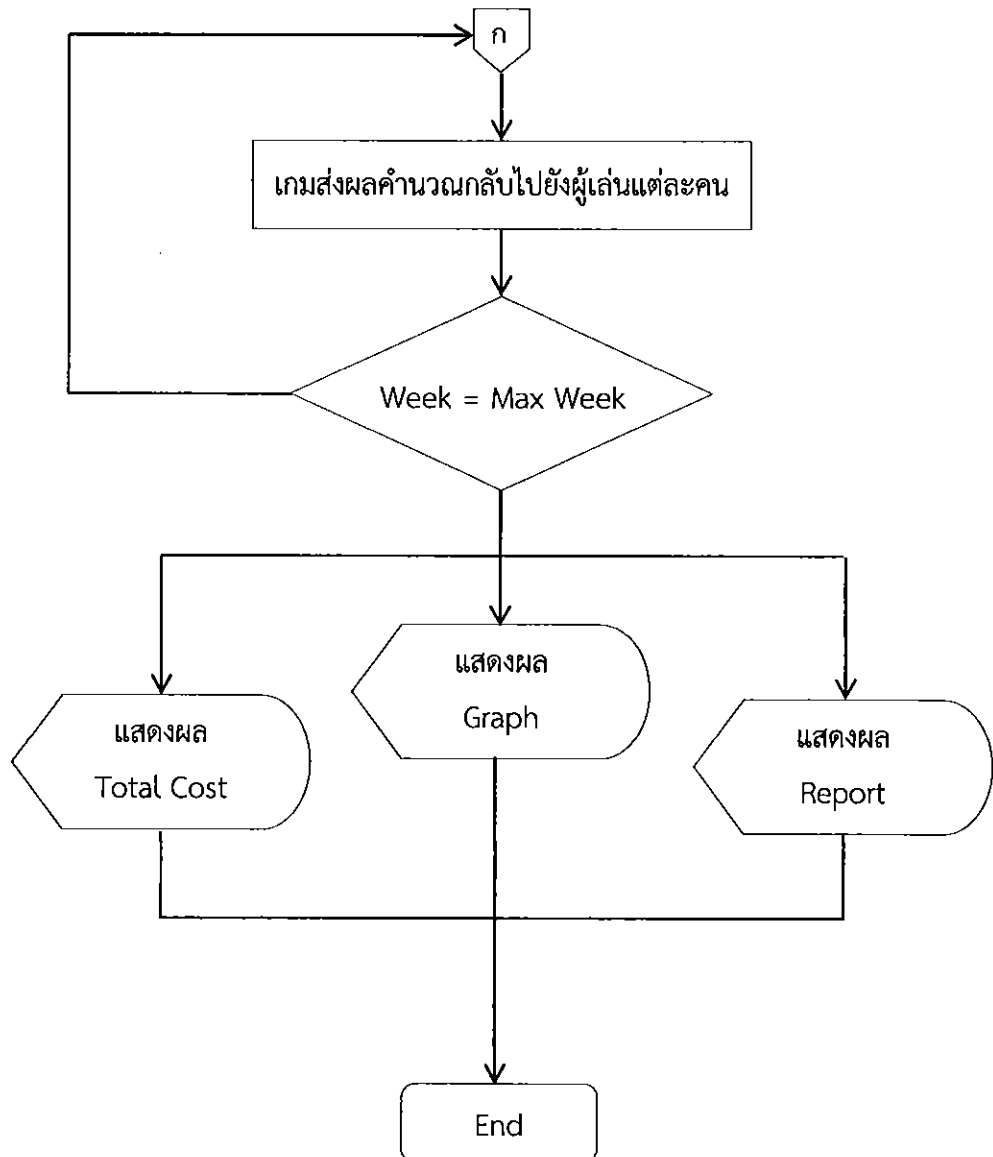 ก
เกมส่งผลคำนวณกลับไปยังผู้เล่นแต่ละคน
Week = Max Week
แสดงผล
Graph
แสดงผล
Total Cost
แสดงผล
Report
End